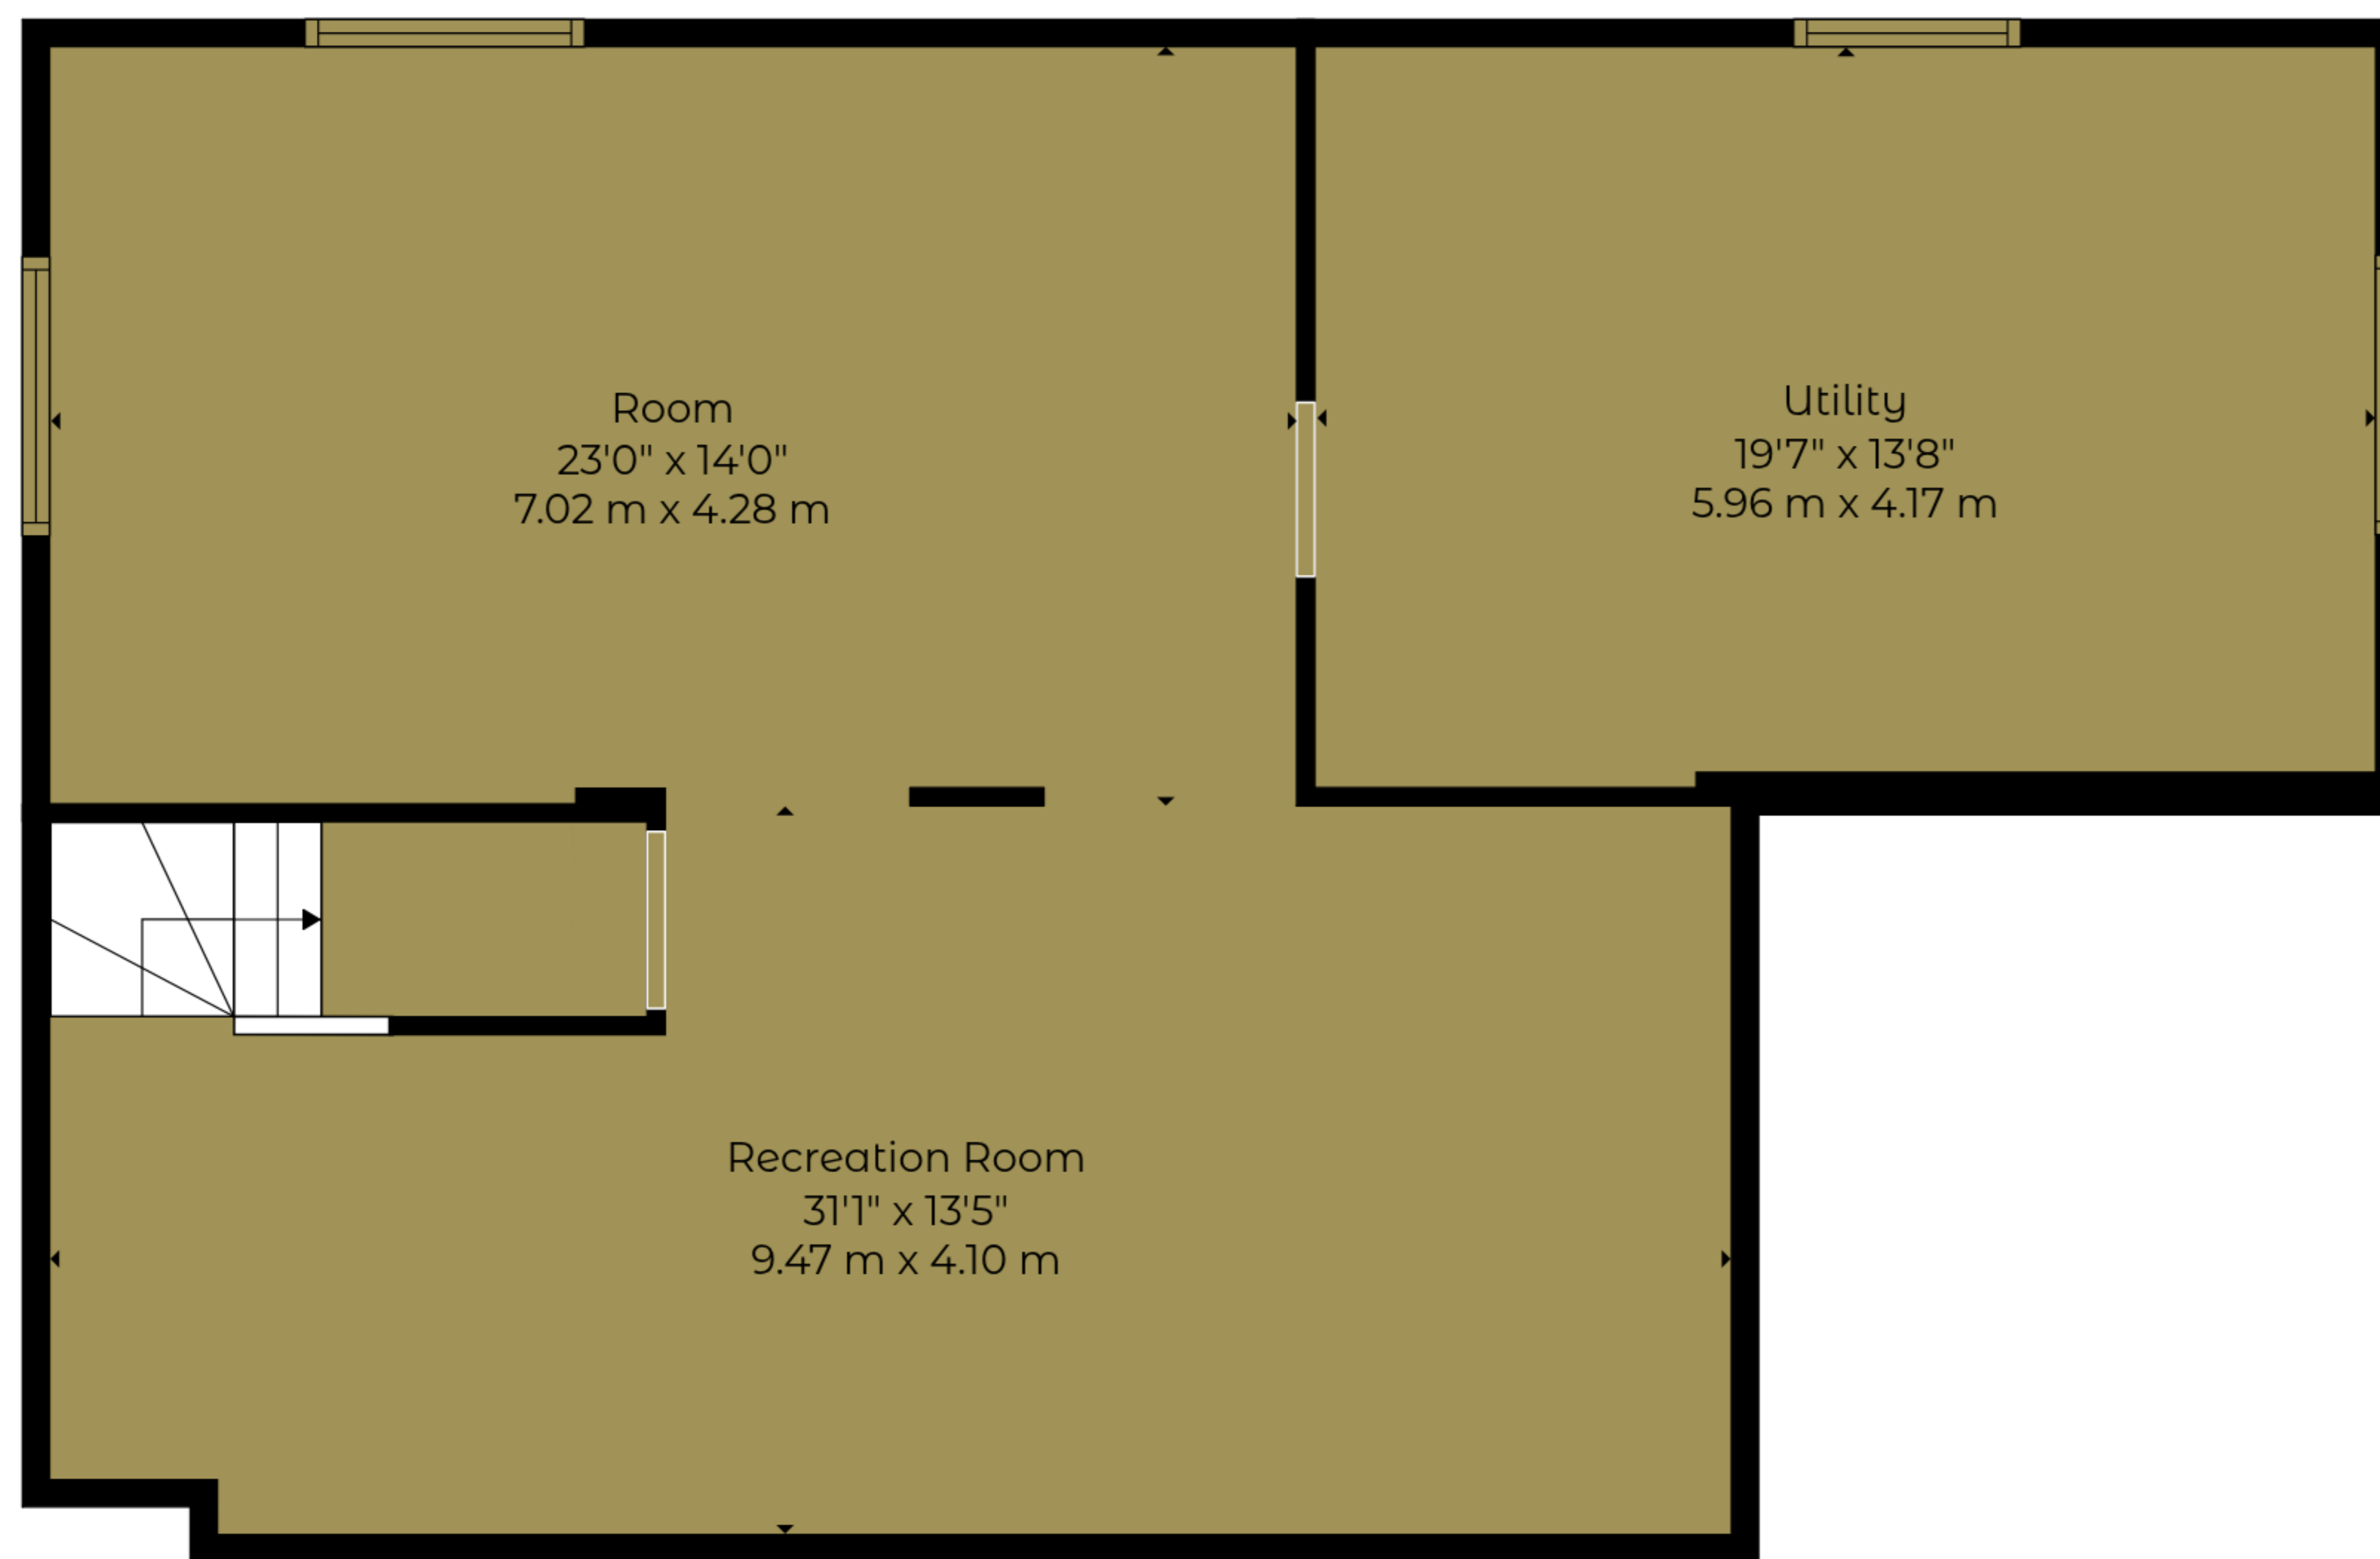 Room
23'0" x 14'0"
7.02 m x 4.28 m
Utility
19'7" x 13'8"
5.96 m x 4.17 m
Recreation Room
31'1" x 13'5"
9.47 m x 4.10 m